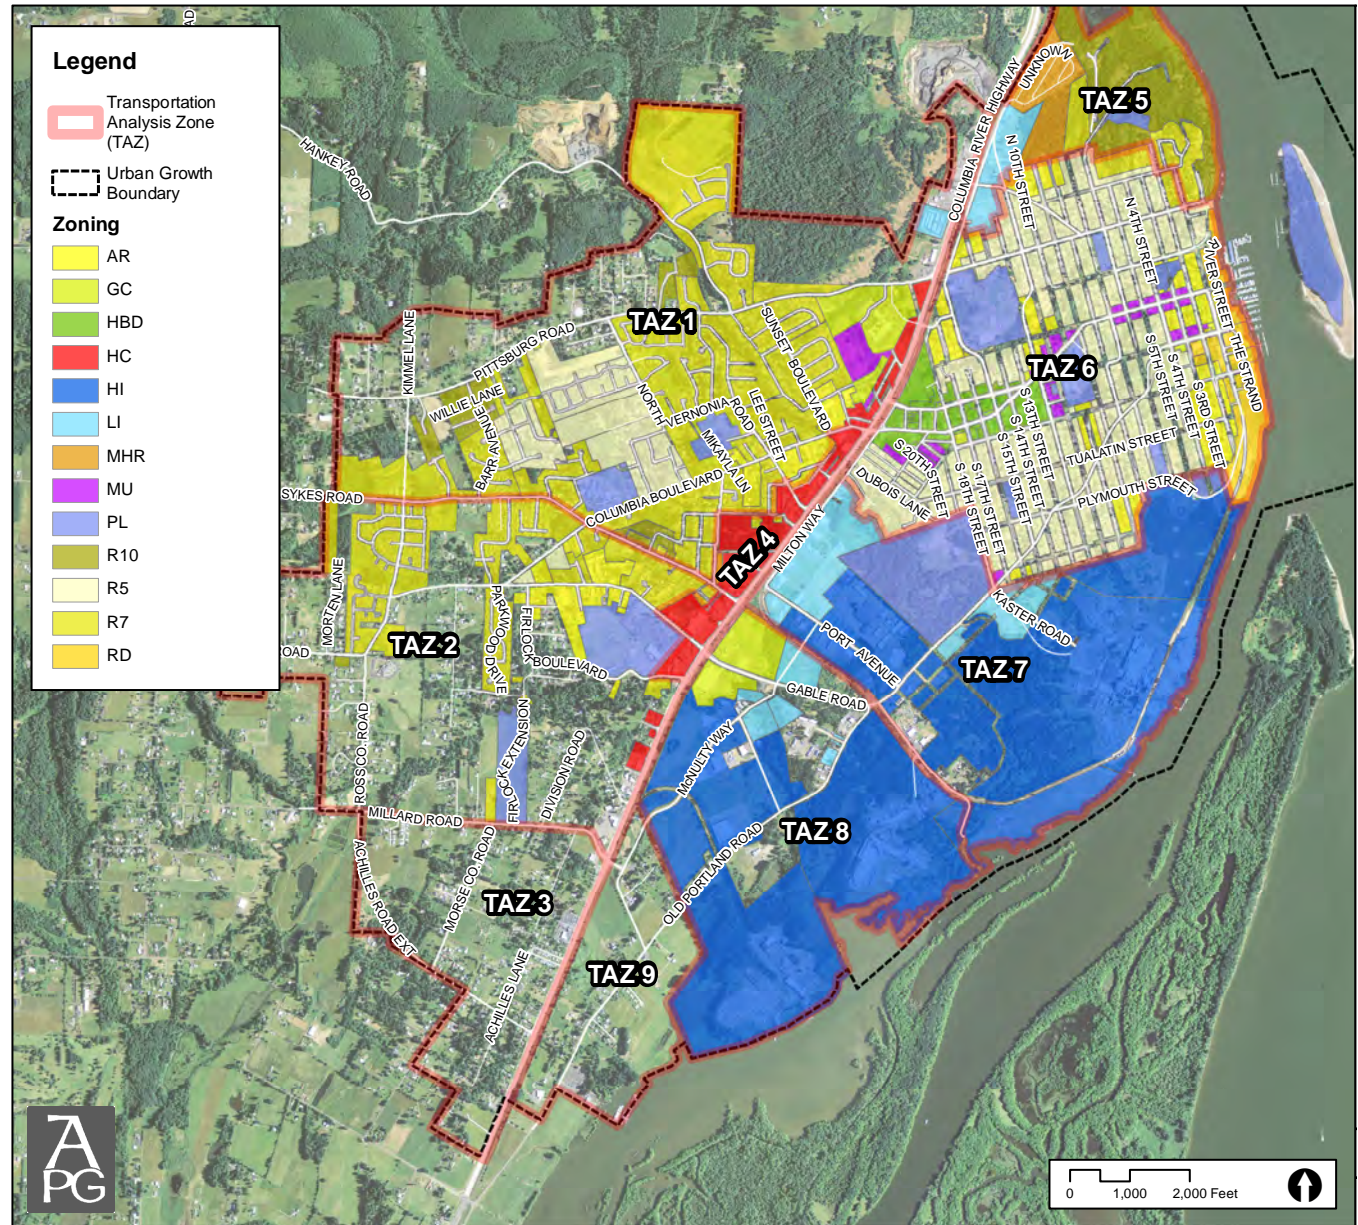 Legend
Transportation
Analysis Zone
(TAZ)
Urban Growth
Boundary
Zoning
AR
GC
HBD
HC
HI
LI
MHR
MU
PL
R10
R5
R7
RD
HANKEY ROAD
COLUMBIA RIVER HIGHWAY
UNKNOWN
TAZ 5
N 10TH STREET
N 4TH STREET
RIVER STREET
THE STRAND
TAZ 1
SUNSET BOULEVARD
PITTSBURG ROAD
KIMMEL LANE
WILLIE LANE
BARR AVENUE
NORTH
VERNONIA
ROAD
LEE STREET
MIKAYLA LN
COLUMBIA BOULEVARD
SYKES ROAD
TAZ 6
S 5TH STREET
S 4TH STREET
S 3RD STREET
S 13TH STREET
S 14TH STREET
S 15TH STREET
TUALATIN STREET
PLYMOUTH STREET
S 20TH STREET
S 17TH STREET
S 18TH STREET
DUBOIS LANE
TAZ 4
MILTON WAY
KASTER ROAD
PORT AVENUE
TAZ 7
GABLE ROAD
MORTEN LANE
OAD
TAZ 2
PARKWOOD DRIVE
FIRLOCK
BOULEVARD
ROSS CO. ROAD
FIRLOCK EXTENSION
DIVISION ROAD
McNULTY WAY
MILLARD ROAD
TAZ 8
OLD PORTLAND ROAD
ACHILLES ROAD EXT
MORSE CO. ROAD
TAZ 3
TAZ 9
ACHILLES LANE
A
PG
0 1,000 2,000 Feet